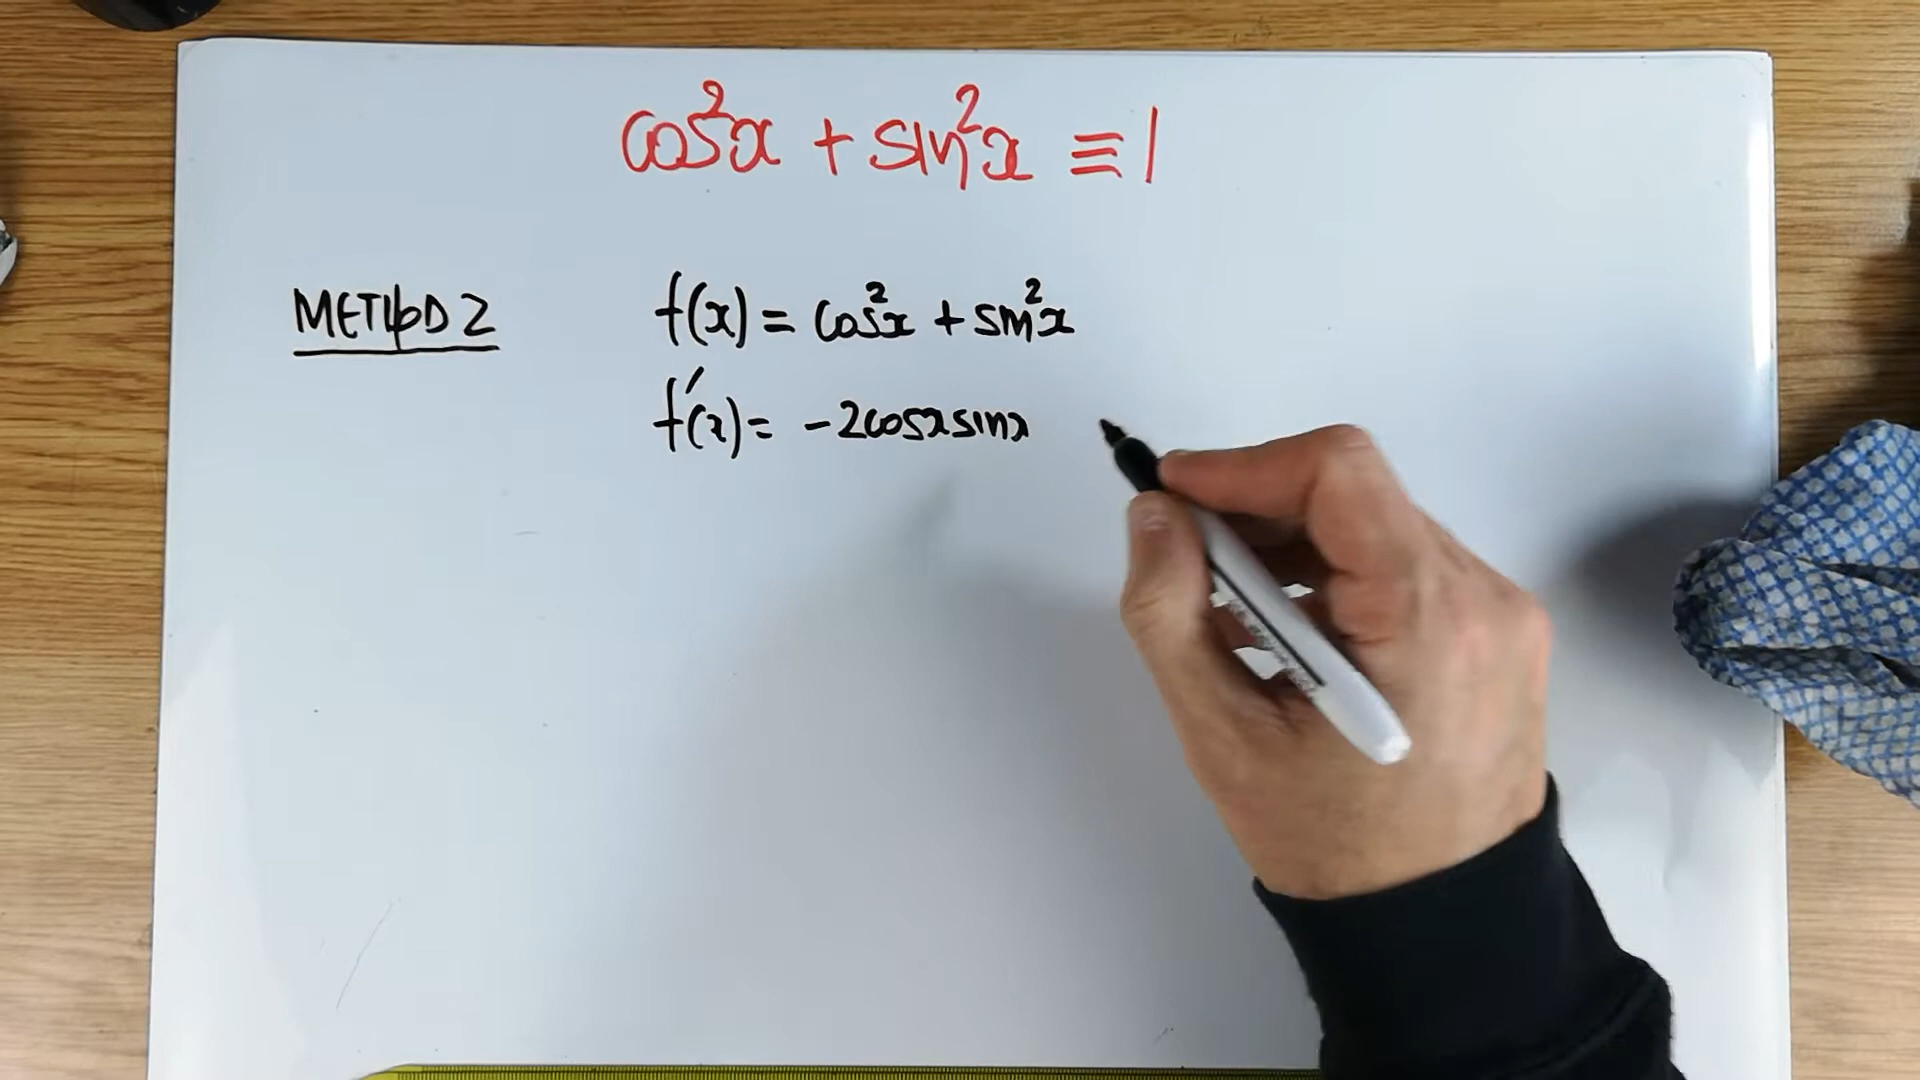 cos²x + sin²x ≡ 1
METHOD 2
f(x) = cos²x + sin²x
f'(x) = -2cosxsinx